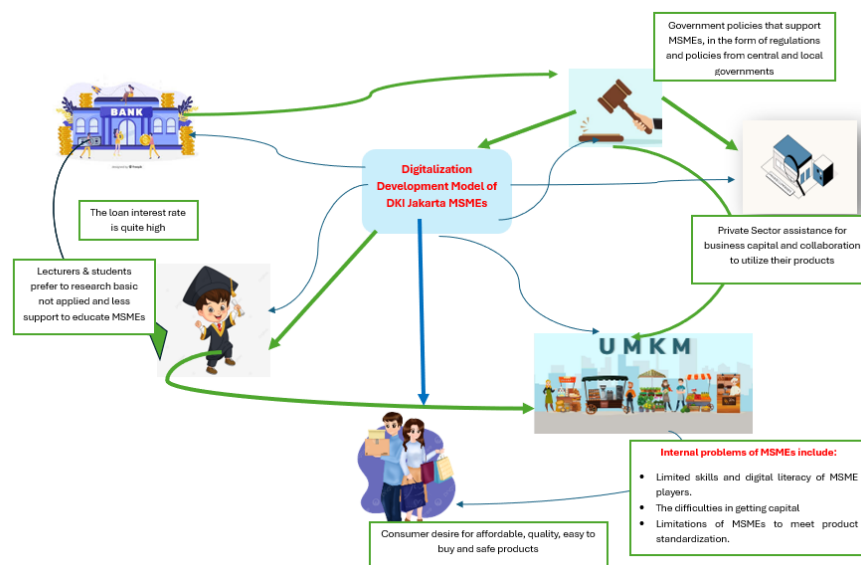 Government policies that support
MSMEs, in the form of regulations
and policies from central and local
governments
BANK
Digitalization
Development Model of
DKI Jakarta MSMEs
The loan interest rate
is quite high
Private Sector assistance for
business capital and collaboration
to utilize their products
Lecturers & students
prefer to research basic
not applied and less
support to educate MSMEs
UMKM
Internal problems of MSMEs include:
• Limited skills and digital literacy of MSME
players.
• The difficulties in getting capital
• Limitations of MSMEs to meet product
standardization.
Consumer desire for affordable, quality, easy to
buy and safe products